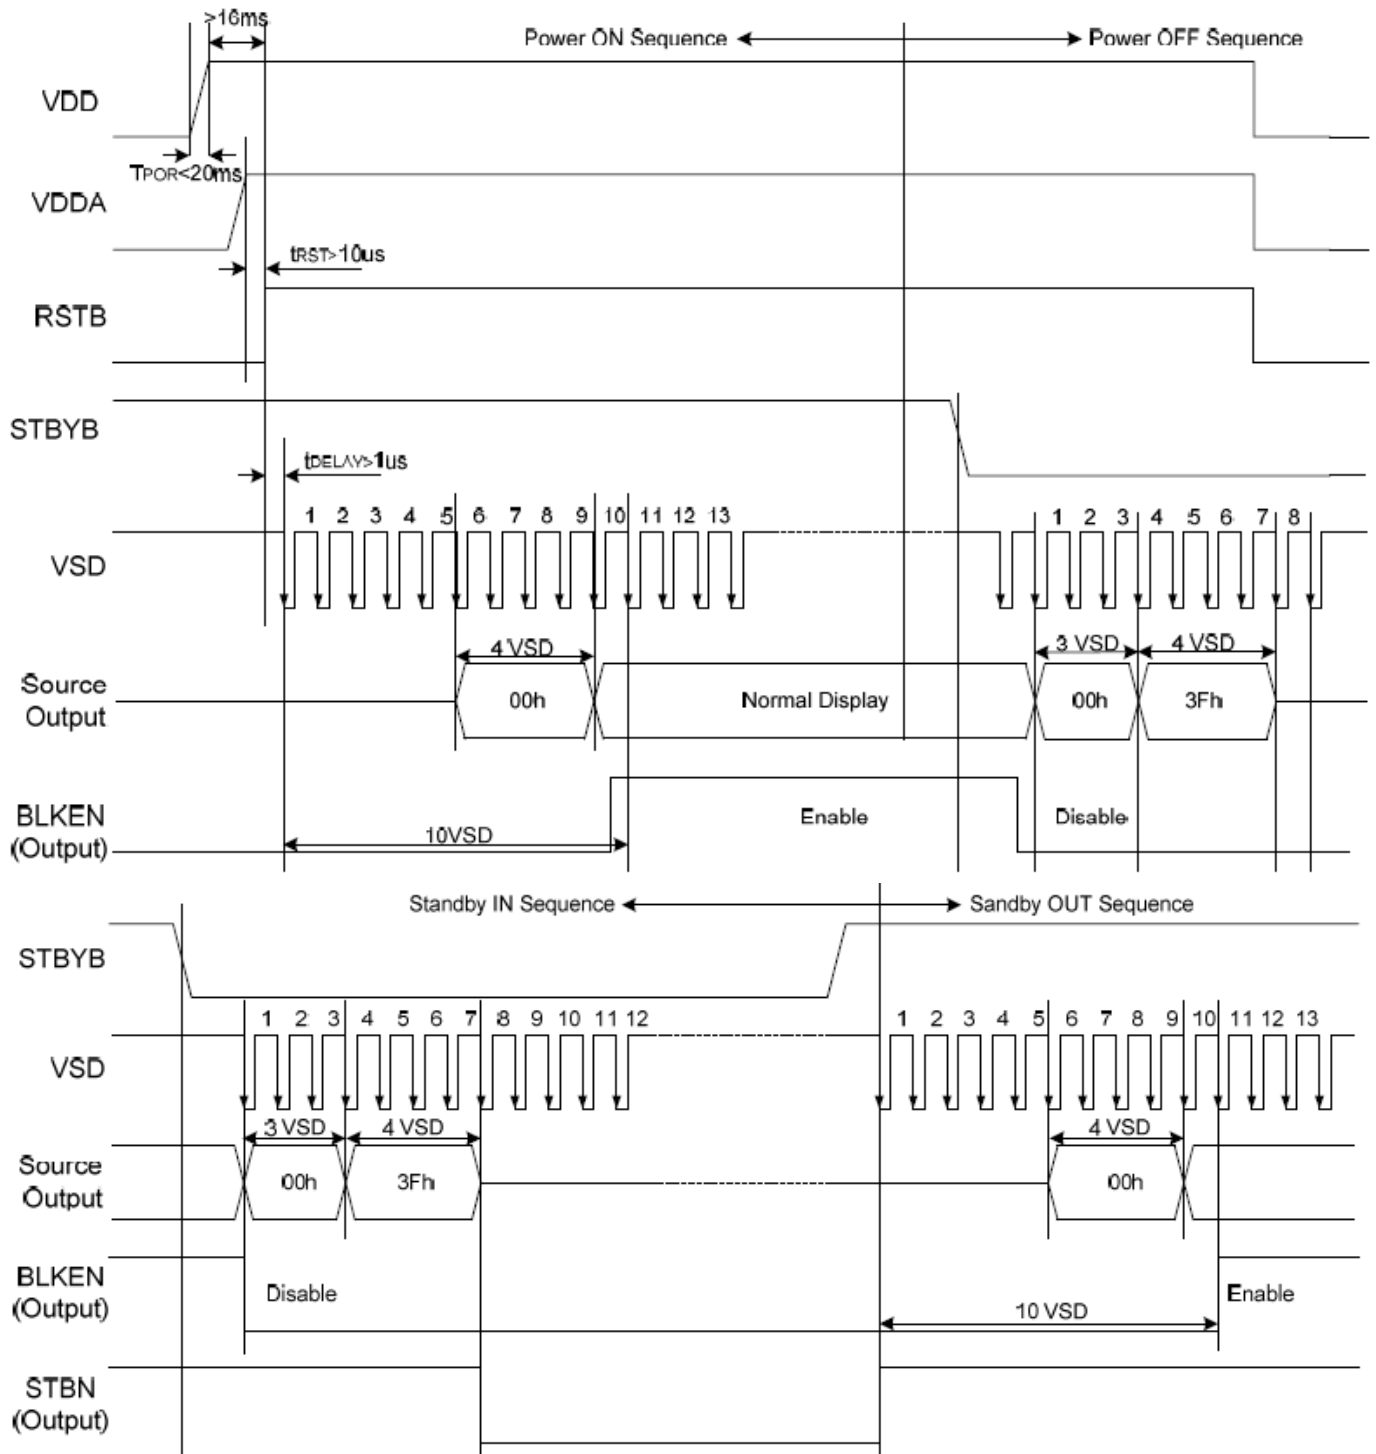 >16ms
Power ON Sequence
Power OFF Sequence
VDD
TPOR<20ms
VDDA
tRST>10us
RSTB
STBYB
tDELAY>1us
1 2 3 4 5 6 7 8 9 10 11 12 13
1 2 3 4 5 6 7 8
VSD
4 VSD
3 VSD
4 VSD
Source
Output
00h
Normal Display
00h
3Fh
BLKEN
(Output)
10VSD
Enable
Disable
Standby IN Sequence
Sandby OUT Sequence
STBYB
1 2 3 4 5 6 7 8 9 10 11 12
1 2 3 4 5 6 7 8 9 10 11 12 13
VSD
3 VSD
4 VSD
4 VSD
Source
Output
00h
3Fh
00h
BLKEN
(Output)
Disable
10 VSD
Enable
STBN
(Output)